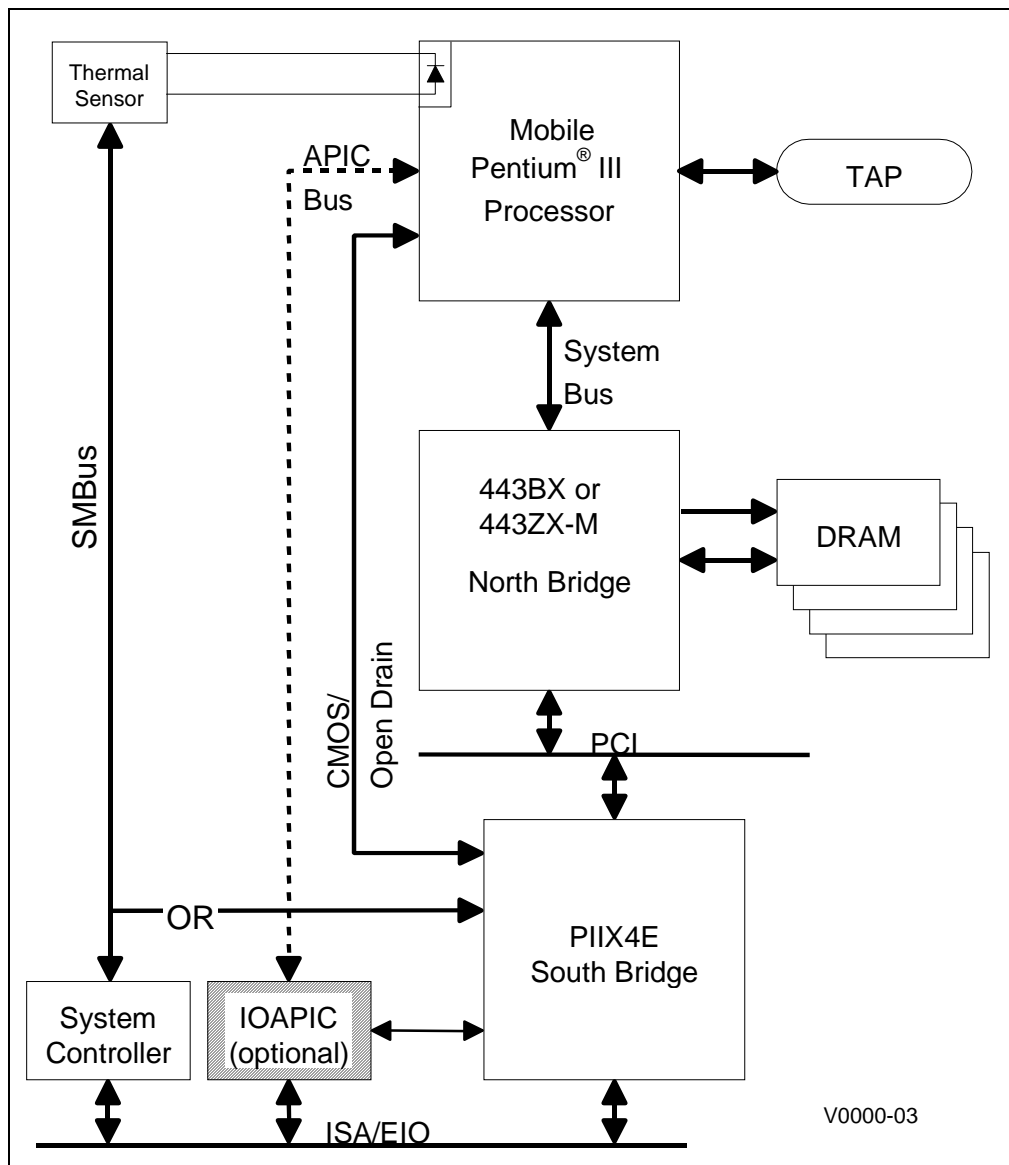 Thermal
Sensor
Mobile
Pentium® III
Processor
APIC
Bus
TAP
System
Bus
SMBus
443BX or
443ZX-M
North Bridge
DRAM
CMOS/
Open Drain
PCI
OR
PIIX4E
South Bridge
System
Controller
IOAPIC
(optional)
ISA/EIO
V0000-03